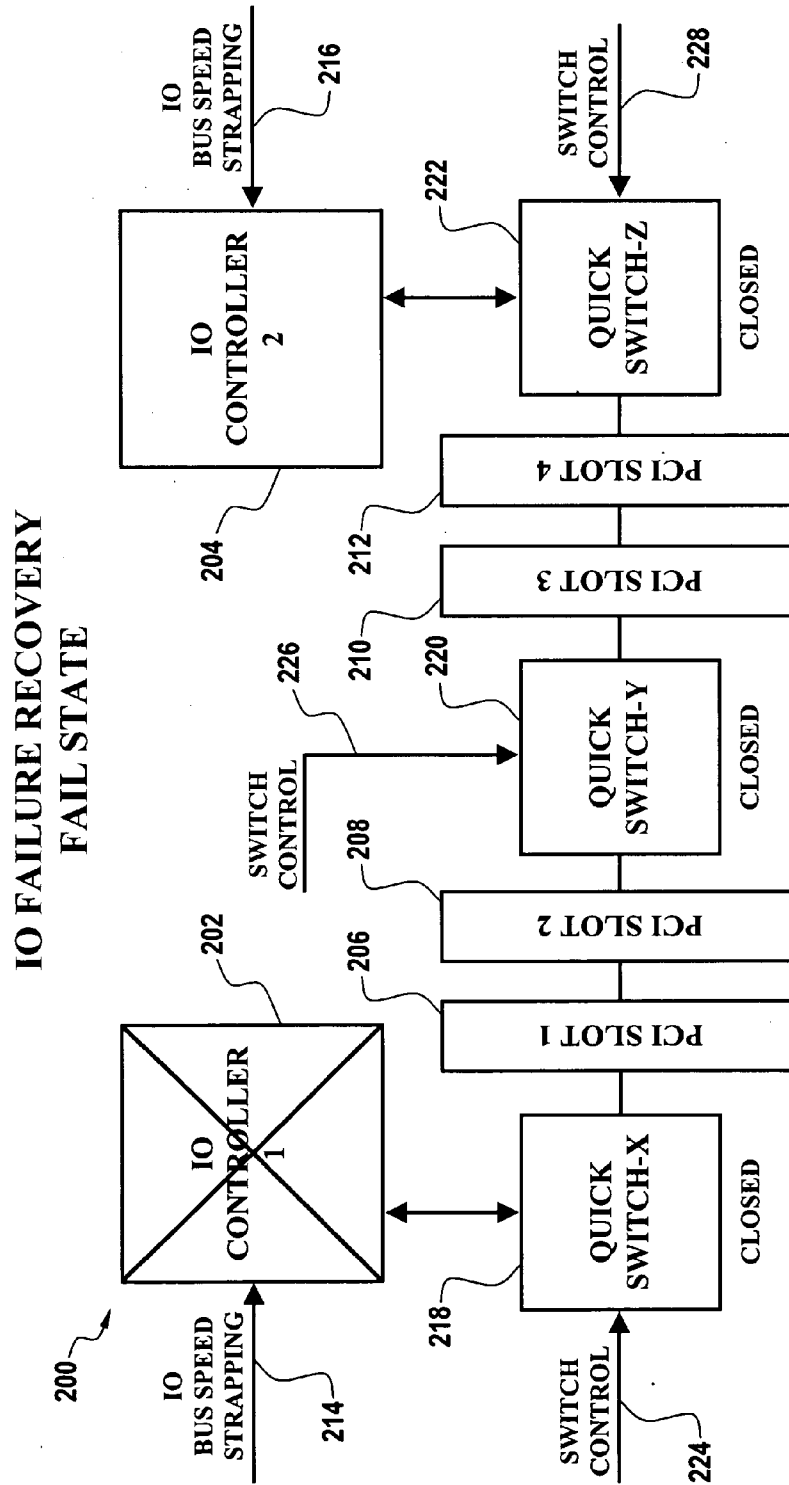 IO FAILURE RECOVERY
FAIL STATE
200
IO
BUS SPEED
STRAPPING
214
IO
CONTROLLER
1
202
SWITCH
CONTROL
226
IO
CONTROLLER
2
204
IO
BUS SPEED
STRAPPING
216
SWITCH
CONTROL
224
218
QUICK
SWITCH-X
CLOSED
206
PCI SLOT 1
208
PCI SLOT 2
220
QUICK
SWITCH-Y
CLOSED
210
PCI SLOT 3
212
PCI SLOT 4
222
QUICK
SWITCH-Z
CLOSED
SWITCH
CONTROL
228